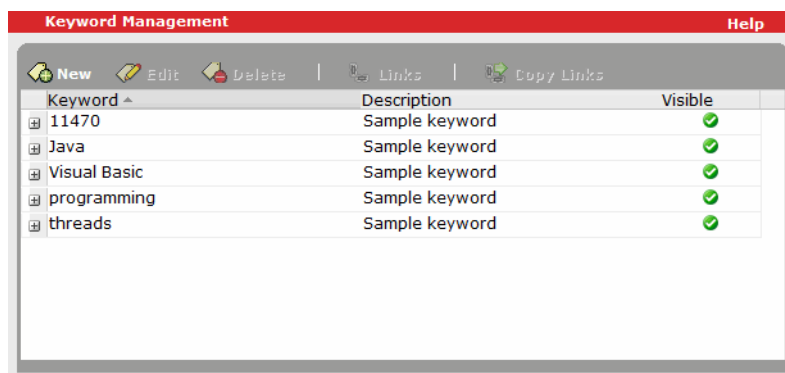 Keyword Management Help
New Edit Delete | Links | Copy Links
Keyword Description Visible
11470 Sample keyword
Java Sample keyword
Visual Basic Sample keyword
programming Sample keyword
threads Sample keyword